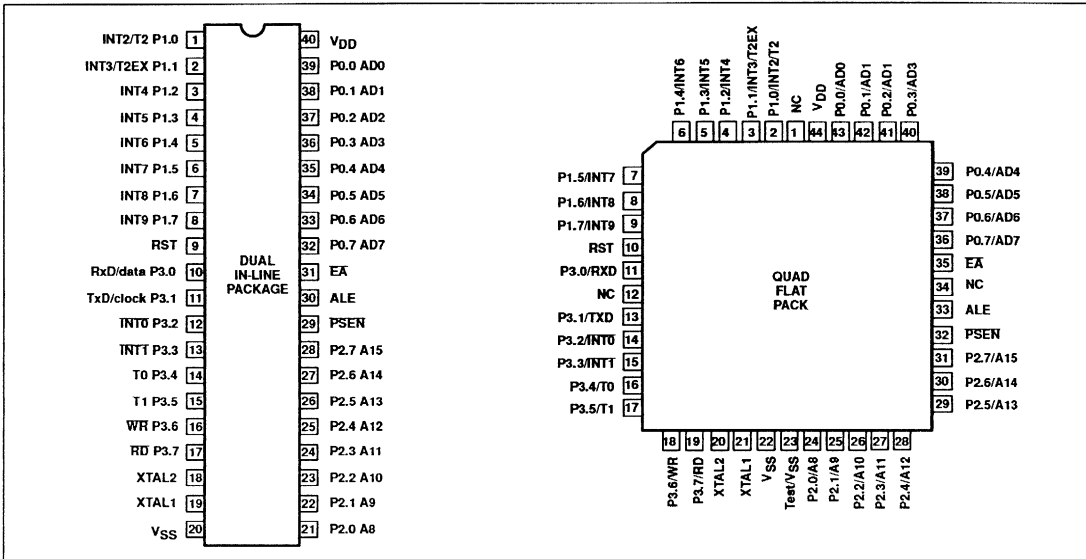 INT2/T2 P1.0 1 40 VDD
INT3/T2EX P1.1 2 39 P0.0 AD0
INT4 P1.2 3 38 P0.1 AD1
INT5 P1.3 4 37 P0.2 AD2
INT6 P1.4 5 36 P0.3 AD3
INT7 P1.5 6 35 P0.4 AD4
INT8 P1.6 7 34 P0.5 AD5
INT9 P1.7 8 33 P0.6 AD6
RST 9 32 P0.7 AD7
RxD/data P3.0 10 31 E̅A̅
TxD/clock P3.1 11 30 ALE
I̅N̅T̅0̅ P3.2 12 29 P̅S̅E̅N̅
I̅N̅T̅1̅ P3.3 13 28 P2.7 A15
T0 P3.4 14 27 P2.6 A14
T1 P3.5 15 26 P2.5 A13
W̅R̅ P3.6 16 25 P2.4 A12
R̅D̅ P3.7 17 24 P2.3 A11
XTAL2 18 23 P2.2 A10
XTAL1 19 22 P2.1 A9
VSS 20 21 P2.0 A8
DUAL
IN-LINE
PACKAGE
P1.4/INT6 P1.3/INT5 P1.2/INT4 P1.1/INT3/T2EX P1.0/INT2/T2 NC VDD P0.0/AD0 P0.1/AD1 P0.2/AD1 P0.3/AD3
6 5 4 3 2 1 44 43 42 41 40
P1.5/INT7 7 39 P0.4/AD4
P1.6/INT8 8 38 P0.5/AD5
P1.7/INT9 9 37 P0.6/AD6
RST 10 36 P0.7/AD7
P3.0/RXD 11 35 E̅A̅
NC 12 34 NC
P3.1/TXD 13 33 ALE
P3.2/I̅N̅T̅0̅ 14 32 P̅S̅E̅N̅
P3.3/I̅N̅T̅1̅ 15 31 P2.7/A15
P3.4/T0 16 30 P2.6/A14
P3.5/T1 17 29 P2.5/A13
QUAD
FLAT
PACK
18 19 20 21 22 23 24 25 26 27 28
P3.6/WR P3.7/RD XTAL2 XTAL1 VSS Test/VSS P2.0/A8 P2.1/A9 P2.2/A10 P2.3/A11 P2.4/A12